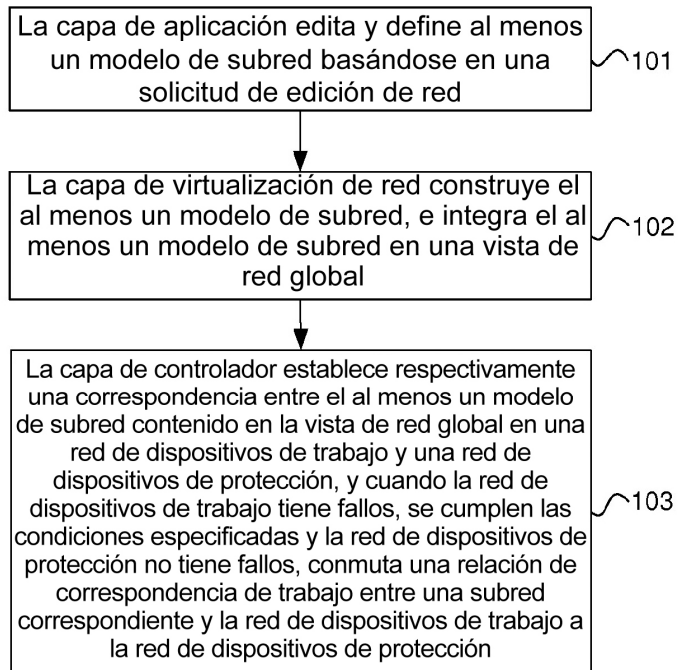 La capa de aplicación edita y define al menos
un modelo de subred basándose en una
solicitud de edición de red
101
La capa de virtualización de red construye el
al menos un modelo de subred, e integra el al
menos un modelo de subred en una vista de
red global
102
La capa de controlador establece respectivamente
una correspondencia entre el al menos un modelo
de subred contenido en la vista de red global en una
red de dispositivos de trabajo y una red de
dispositivos de protección, y cuando la red de
dispositivos de trabajo tiene fallos, se cumplen las
condiciones especificadas y la red de dispositivos de
protección no tiene fallos, conmuta una relación de
correspondencia de trabajo entre una subred
correspondiente y la red de dispositivos de trabajo a
la red de dispositivos de protección
103